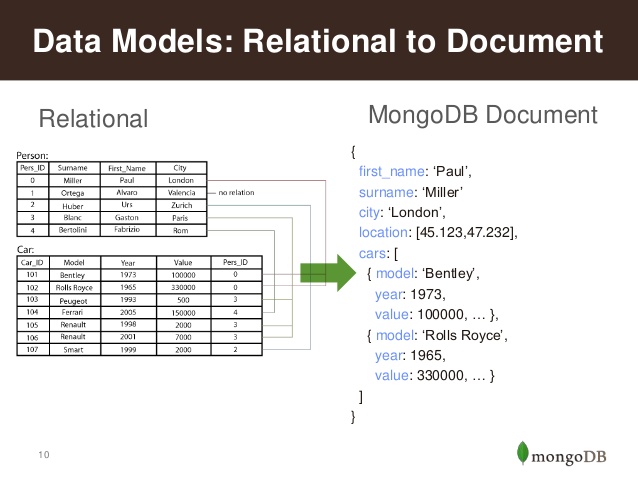 Data Models: Relational to Document
Relational
Person:
Pers_ID Surname First_Name City
0 Miller Paul London
1 Ortega Alvaro Valencia
no relation
2 Huber Urs Zurich
3 Blanc Gaston Paris
4 Bertolini Fabrizio Rom
Car:
Car_ID Model Year Value Pers_ID
101 Bentley 1973 100000 0
102 Rolls Royce 1965 330000 0
103 Peugeot 1993 500 3
104 Ferrari 2005 150000 4
105 Renault 1998 2000 3
106 Renault 2001 7000 3
107 Smart 1999 2000 2
MongoDB Document
{
first_name: ‘Paul’,
surname: ‘Miller’
city: ‘London’,
location: [45.123,47.232],
cars: [
{ model: ‘Bentley’,
year: 1973,
value: 100000, … },
{ model: ‘Rolls Royce’,
year: 1965,
value: 330000, … }
]
}
10
mongoDB